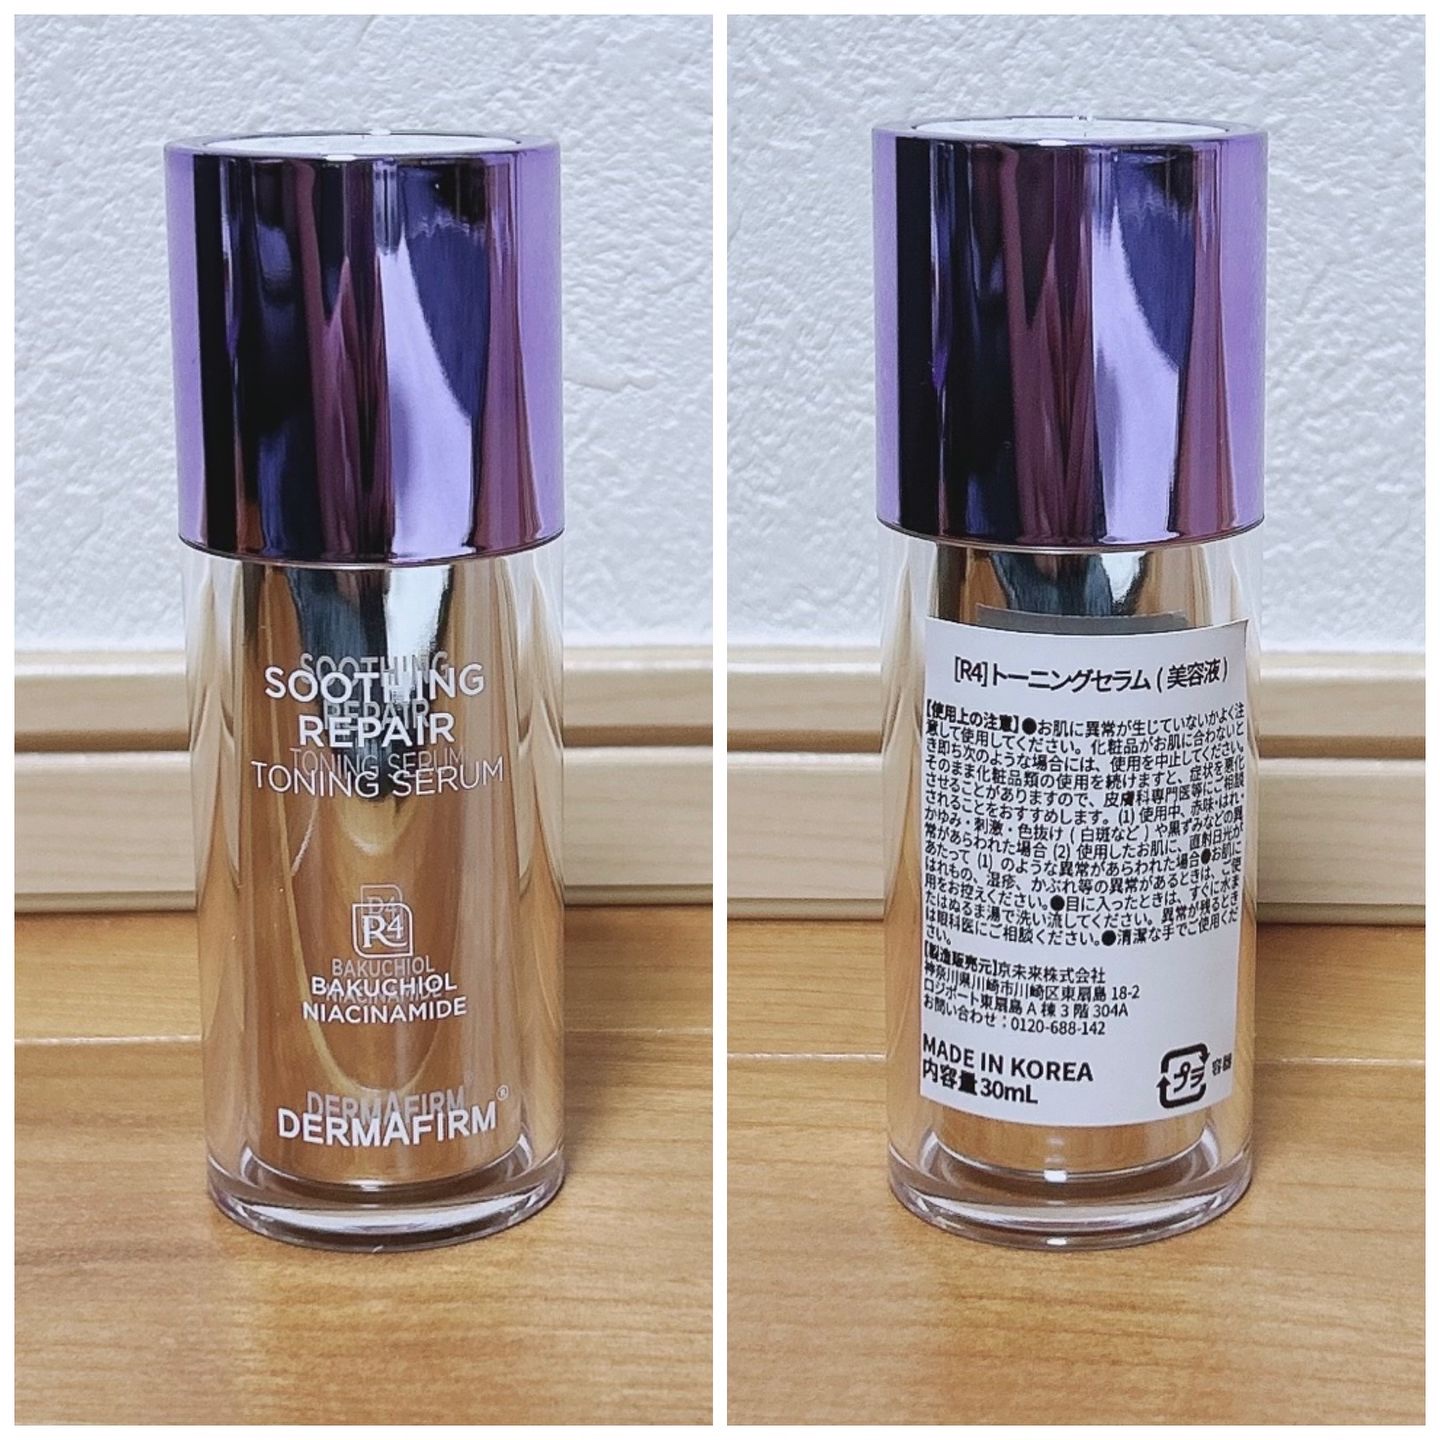 SOOTHING
REPAIR
TONING SERUM
R4
BAKUCHIOL
NIACINAMIDE
DERMAFIRM®
[R4]トーニングセラム(美容液)
【使用上の注意】●お肌に異常が生じていないかよく注
意して使用してください。化粧品がお肌に合わないと
き即ち次のような場合には、使用を中止してください。
そのまま化粧品類の使用を続けますと、症状を悪化
させることがありますので、皮膚科専門医等にご相談
されることをおすすめします。(1)使用中、赤味・はれ・
かゆみ・刺激・色抜け(白斑など)や黒ずみなどの異
常があらわれた場合(2)使用したお肌に、直射日光が
あたって(1)のような異常があらわれた場合●お肌に
はれもの、湿疹、かぶれ等の異常があるときは、ご使
用をお控えください。●目に入ったときは、すぐに水ま
たはぬるま湯で洗い流してください。異常が残るとき
は眼科医にご相談ください。●清潔な手でご使用くだ
さい。
【製造販売元】京未来株式会社
神奈川県川崎市川崎区東扇島 18-2
ロジポート東扇島 A 棟 3 階 304A
お問い合わせ：0120-688-142
MADE IN KOREA
内容量30mL
プラ 容器